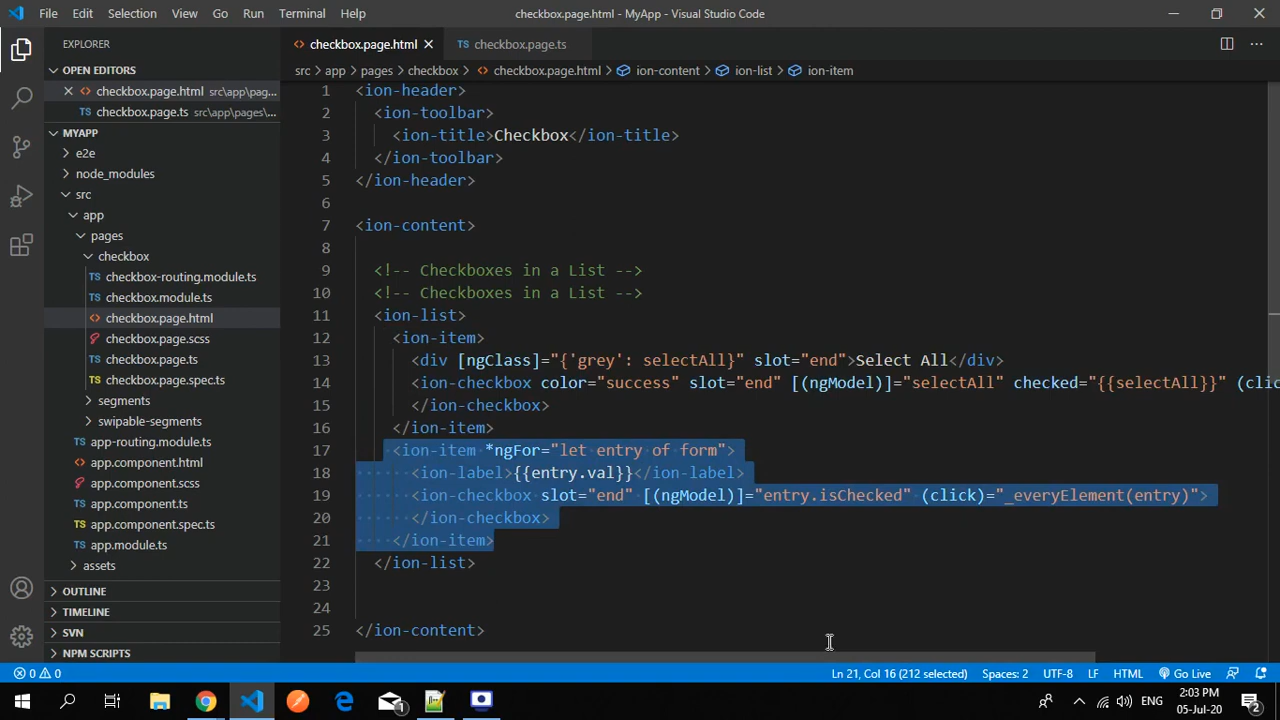 File Edit Selection View Go Run Terminal Help checkbox.page.html - MyApp - Visual Studio Code
EXPLORER
OPEN EDITORS
checkbox.page.html src\app\pag...
TS checkbox.page.ts src\app\pages\...
MYAPP
e2e
node_modules
src
app
pages
checkbox
TS checkbox-routing.module.ts
TS checkbox.module.ts
<> checkbox.page.html
checkbox.page.scss
TS checkbox.page.ts
TS checkbox.page.spec.ts
segments
swipable-segments
TS app-routing.module.ts
<> app.component.html
app.component.scss
TS app.component.ts
TS app.component.spec.ts
TS app.module.ts
assets
OUTLINE
TIMELINE
SVN
NPM SCRIPTS
<> checkbox.page.html TS checkbox.page.ts
src > app > pages > checkbox > <> checkbox.page.html > ion-content > ion-list > ion-item
1 <ion-header>
2 <ion-toolbar>
3 <ion-title>Checkbox</ion-title>
4 </ion-toolbar>
5 </ion-header>
6
7 <ion-content>
8
9 <!-- Checkboxes in a List -->
10 <!-- Checkboxes in a List -->
11 <ion-list>
12 <ion-item>
13 <div [ngClass]="{'grey': selectAll}" slot="end">Select All</div>
14 <ion-checkbox color="success" slot="end" [(ngModel)]="selectAll" checked="{{selectAll}}" (clic
15 </ion-checkbox>
16 </ion-item>
17 <ion-item *ngFor="let entry of form">
18 <ion-label>{{entry.val}}</ion-label>
19 <ion-checkbox slot="end" [(ngModel)]="entry.isChecked" (click)="_everyElement(entry)">
20 </ion-checkbox>
21 </ion-item>
22 </ion-list>
23
24
25 </ion-content>
0 0 Ln 21, Col 16 (212 selected) Spaces: 2 UTF-8 LF HTML Go Live
1 ENG 2:03 PM 05-Jul-20 2